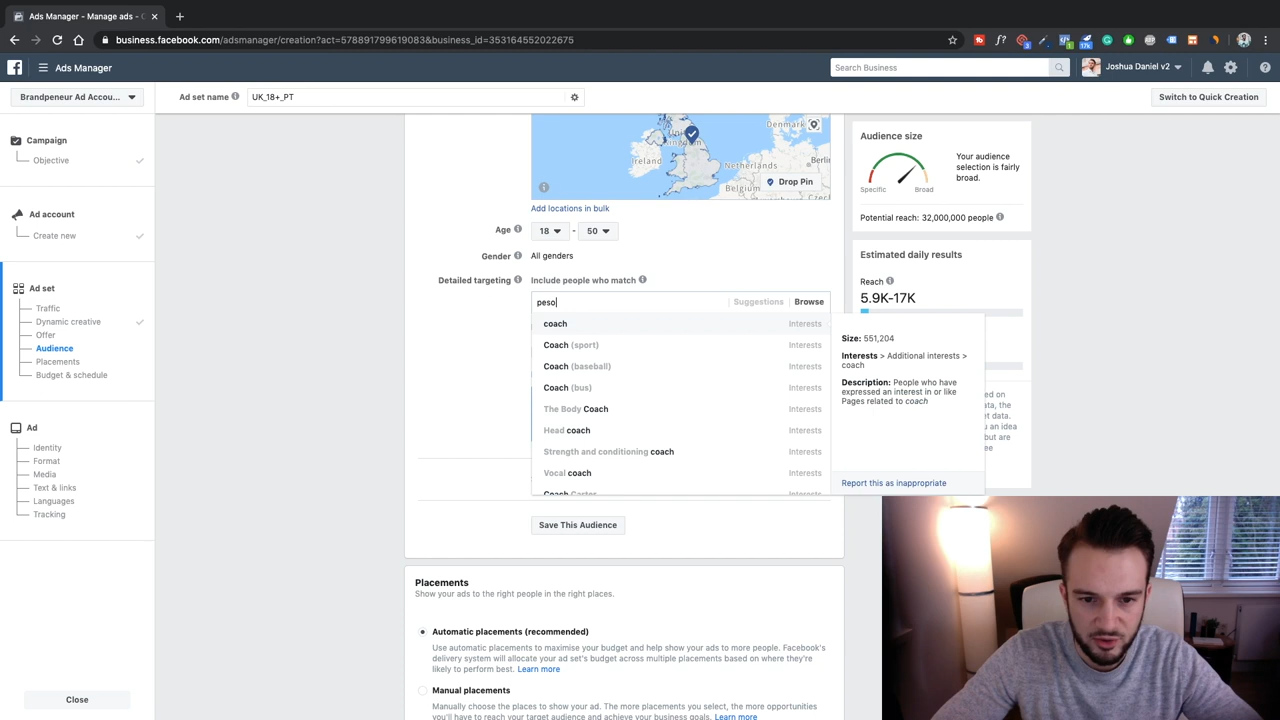 Ads Manager - Manage ads - C
business.facebook.com/adsmanager/creation?act=578891799619083&business_id=353164552022675
Ads Manager
Search Business
Joshua Daniel v2
Brandpeneur Ad Accou...
Ad set name
UK_18+_PT
Switch to Quick Creation
Campaign
Objective
Ad account
Create new
Ad set
Traffic
Dynamic creative
Offer
Audience
Placements
Budget & schedule
Ad
Identity
Format
Media
Text & links
Languages
Tracking
Close
Denmark
Ireland
Netherlands
Belgium
Drop Pin
Add locations in bulk
Age
18
-
50
Gender
All genders
Detailed targeting
Include people who match
peso
Suggestions
Browse
coach Interests
Coach (sport) Interests
Coach (baseball) Interests
Coach (bus) Interests
The Body Coach Interests
Head coach Interests
Strength and conditioning coach Interests
Vocal coach Interests
Coach Carter Interests
Size: 551,204
Interests > Additional interests >
coach
Description: People who have
expressed an interest in or like
Pages related to coach
Report this as inappropriate
Save This Audience
Placements
Show your ads to the right people in the right places.
Automatic placements (recommended)
Use automatic placements to maximise your budget and help show your ads to more people. Facebook's
delivery system will allocate your ad set's budget across multiple placements based on where they're
likely to perform best. Learn more
Manual placements
Manually choose the places to show your ad. The more placements you select, the more opportunities
you'll have to reach your target audience and achieve your business goals. Learn more
Audience size
Specific
Broad
Your audience
selection is fairly
broad.
Potential reach: 32,000,000 people
Estimated daily results
Reach
5.9K-17K